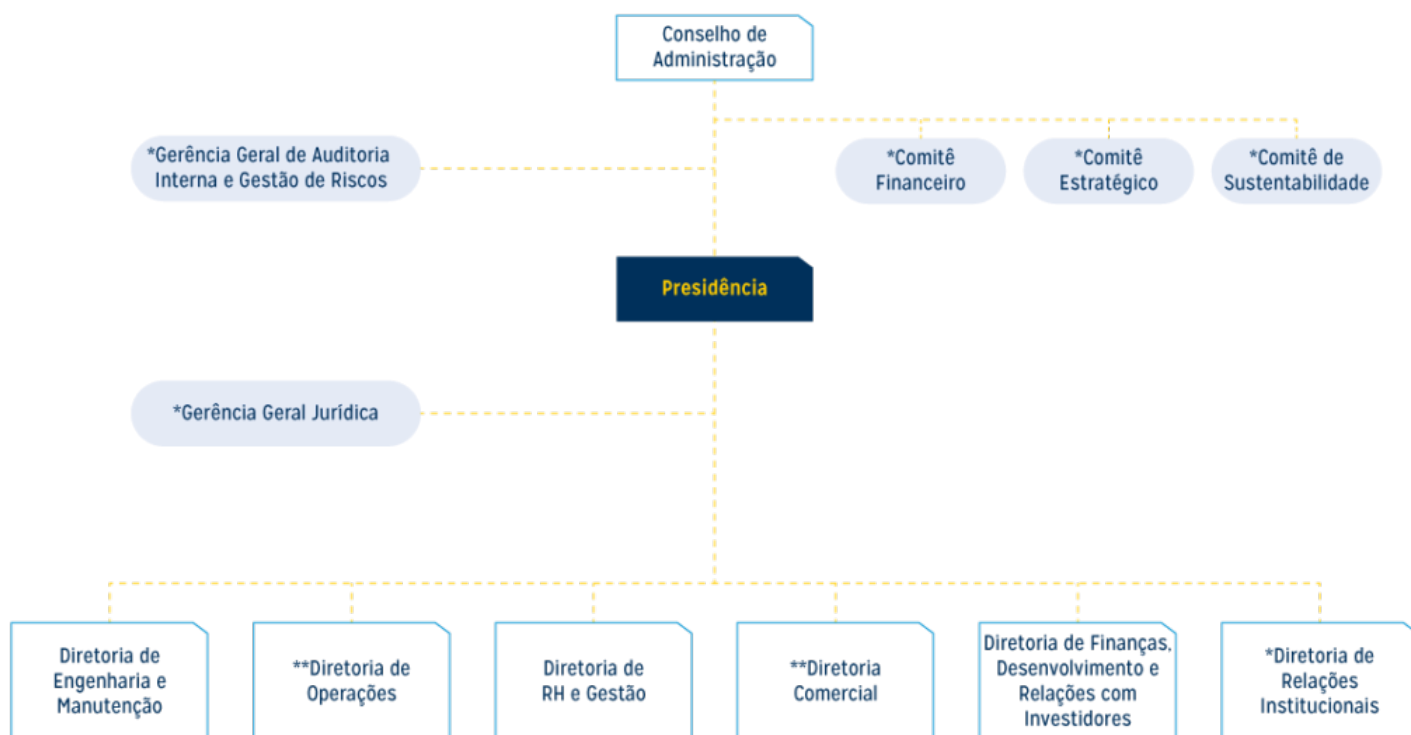 Conselho de
Administração
*Gerência Geral de Auditoria
Interna e Gestão de Riscos
*Comitê
Financeiro
*Comitê
Estratégico
*Comitê de
Sustentabilidade
Presidência
*Gerência Geral Jurídica
Diretoria de
Engenharia e
Manutenção
**Diretoria de
Operações
Diretoria de
RH e Gestão
**Diretoria
Comercial
Diretoria de Finanças,
Desenvolvimento e
Relações com
Investidores
*Diretoria de
Relações
Institucionais